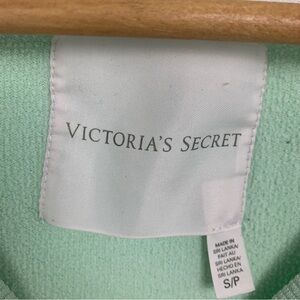 VICTORIA'S SECRET
MADE IN
SRI LANKA/
FAIT AU
SRI LANKA/
HECHO EN
SRI LANKA
S/P